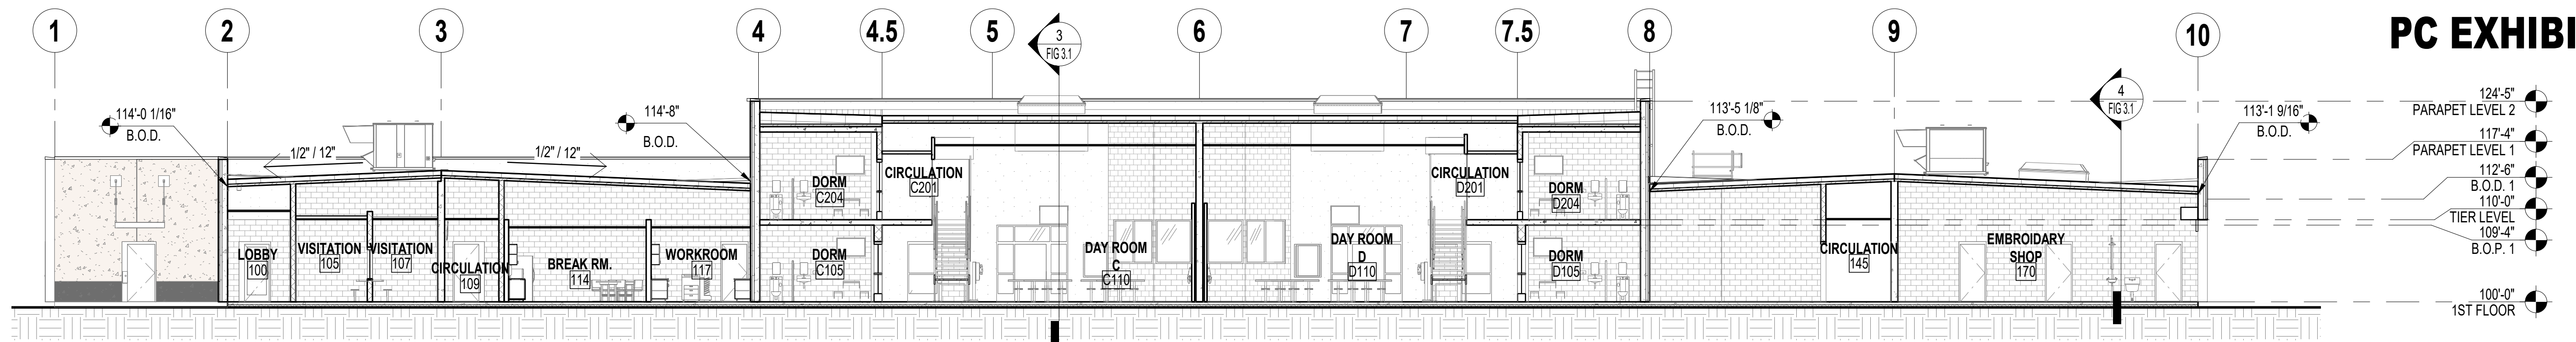 1
2
3
4
4.5
5
6
7
7.5
8
9
10
PC EXHIBI
3
FIG 3.1
4
FIG 3.1
114'-0 1/16"
B.O.D.
1/2" / 12"
1/2" / 12"
114'-8"
B.O.D.
113'-5 1/8"
B.O.D.
113'-1 9/16"
B.O.D.
124'-5"
PARAPET LEVEL 2
117'-4"
PARAPET LEVEL 1
112'-6"
B.O.D. 1
110'-0"
TIER LEVEL
109'-4"
B.O.P. 1
100'-0"
1ST FLOOR
LOBBY
100
VISITATION
105
VISITATION
107
CIRCULATION
109
BREAK RM.
114
WORKROOM
117
DORM
C204
DORM
C105
CIRCULATION
C201
DAY ROOM
C
C110
DAY ROOM
D
D110
CIRCULATION
D201
DORM
D204
DORM
D105
CIRCULATION
145
EMBROIDARY
SHOP
170